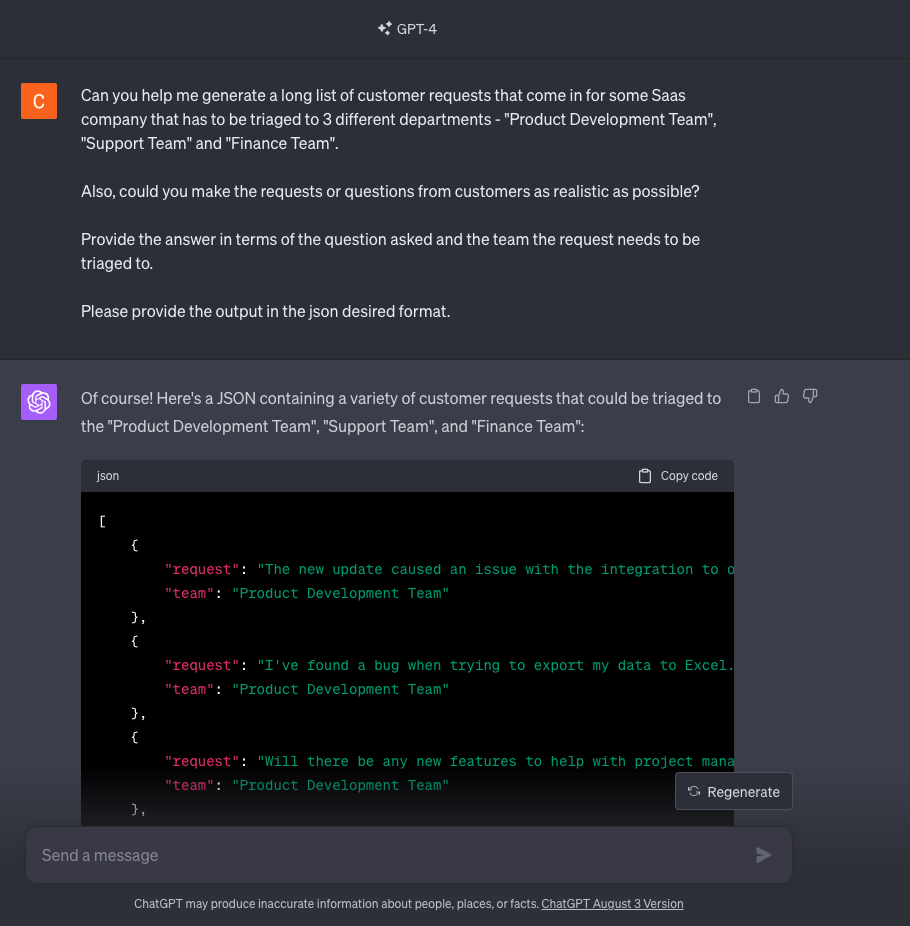 GPT-4
C
Can you help me generate a long list of customer requests that come in for some Saas
company that has to be triaged to 3 different departments - "Product Development Team",
"Support Team" and "Finance Team".
Also, could you make the requests or questions from customers as realistic as possible?
Provide the answer in terms of the question asked and the team the request needs to be
triaged to.
Please provide the output in the json desired format.
Of course! Here's a JSON containing a variety of customer requests that could be triaged to
the "Product Development Team", "Support Team", and "Finance Team":
json
Copy code
[
{
"request": "The new update caused an issue with the integration to o
"team": "Product Development Team"
},
{
"request": "I've found a bug when trying to export my data to Excel.
"team": "Product Development Team"
},
{
"request": "Will there be any new features to help with project mana
"team": "Product Development Team"
},
Regenerate
Send a message
ChatGPT may produce inaccurate information about people, places, or facts. ChatGPT August 3 Version